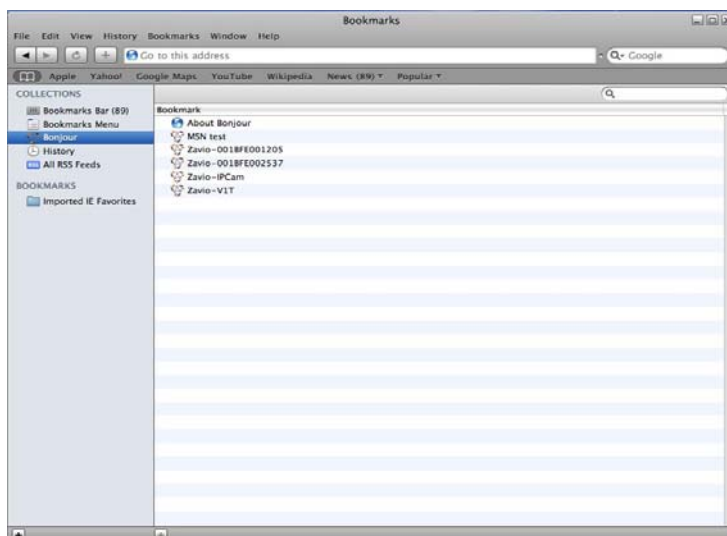 Bookmarks
File Edit View History Bookmarks Window Help
Go to this address
Google
Apple Yahoo! Google Maps YouTube Wikipedia News (89) Popular
COLLECTIONS
Bookmarks Bar (89)
Bookmarks Menu
Bonjour
History
All RSS Feeds
BOOKMARKS
Imported IE Favorites
Bookmark
About Bonjour
MSN test
Zavio-001BFE001205
Zavio-001BFE002537
Zavio-IPCam
Zavio-V1T